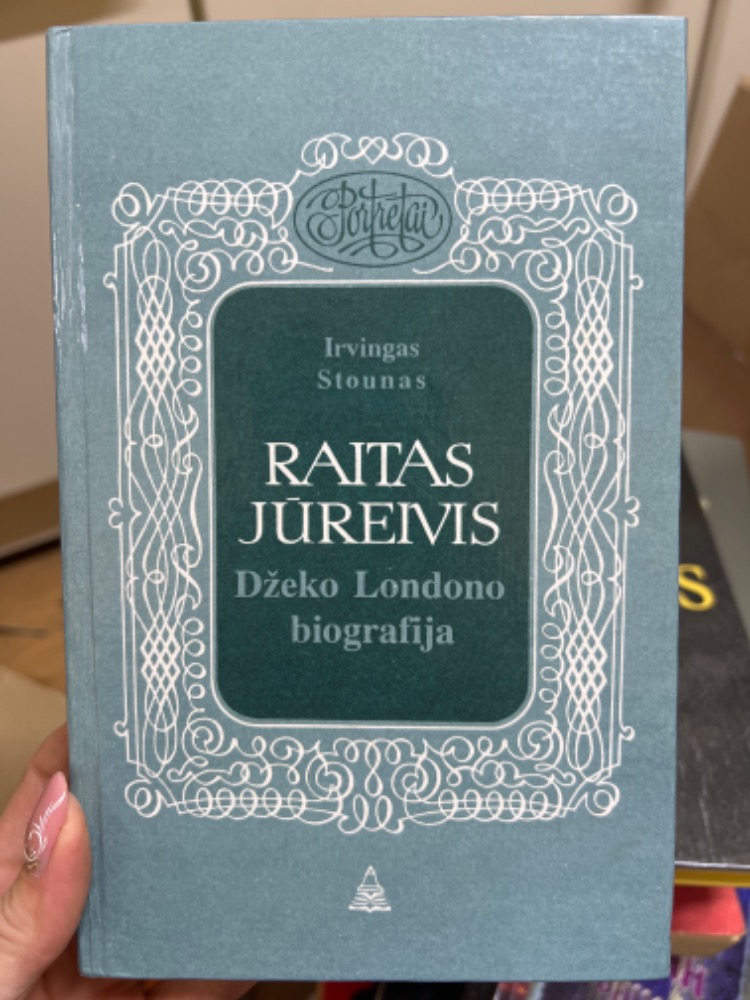 Portretai
Irvingas
Stounas
RAITAS
JŪREIVIS
Džeko Londono
biografija
S